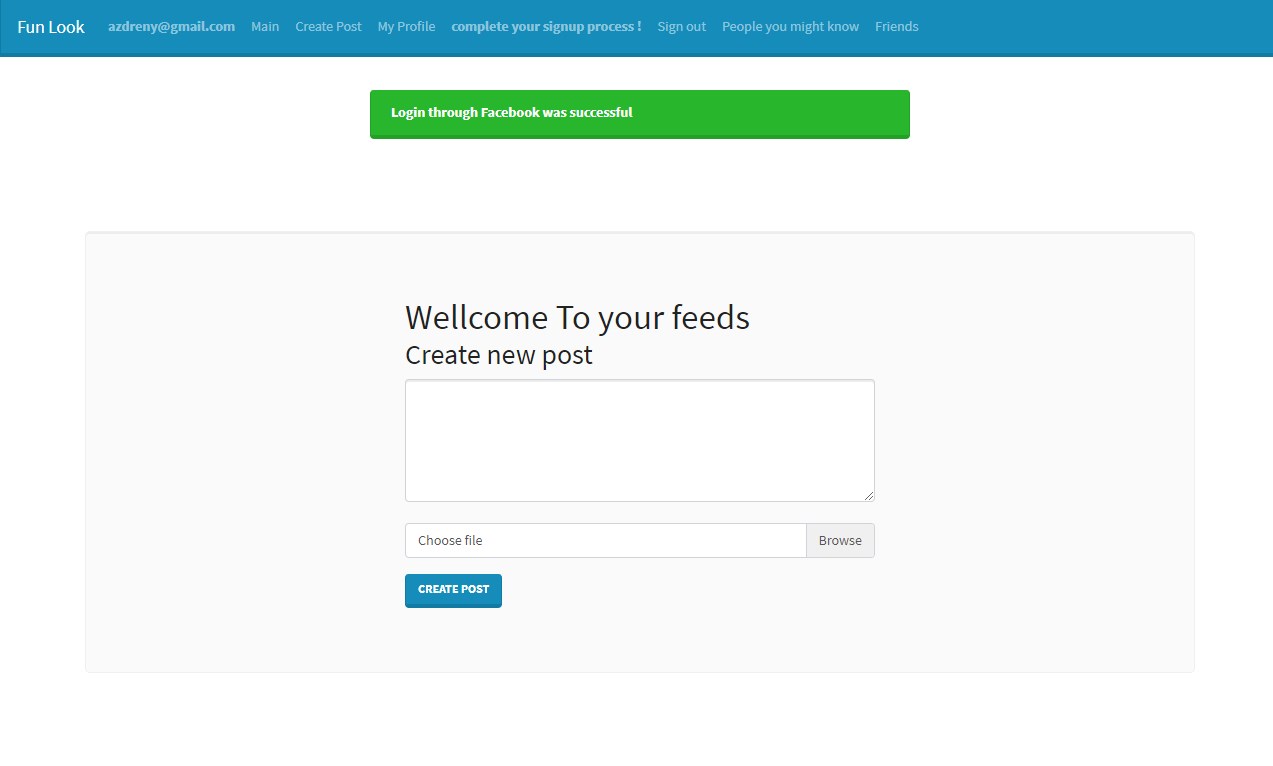 Fun Look azdreny@gmail.com Main Create Post My Profile complete your signup process ! Sign out People you might know Friends
Login through Facebook was successful
Wellcome To your feeds
Create new post
Choose file Browse
CREATE POST